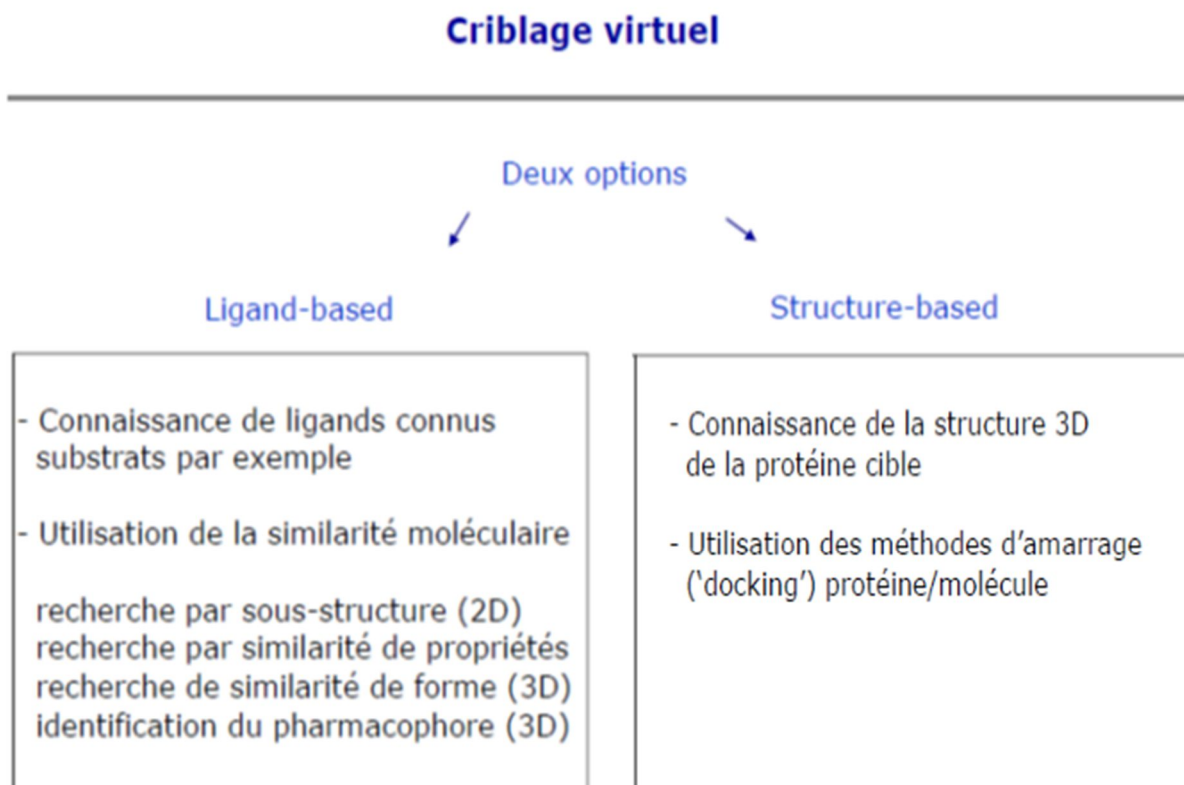 Criblage virtuel
Deux options
Ligand-based
- Connaissance de ligands connus
substrats par exemple
- Utilisation de la similarité moléculaire
recherche par sous-structure (2D)
recherche par similarité de propriétés
recherche de similarité de forme (3D)
identification du pharmacophore (3D)
Structure-based
- Connaissance de la structure 3D
de la protéine cible
- Utilisation des méthodes d'amarrage
(‘docking’) protéine/molécule